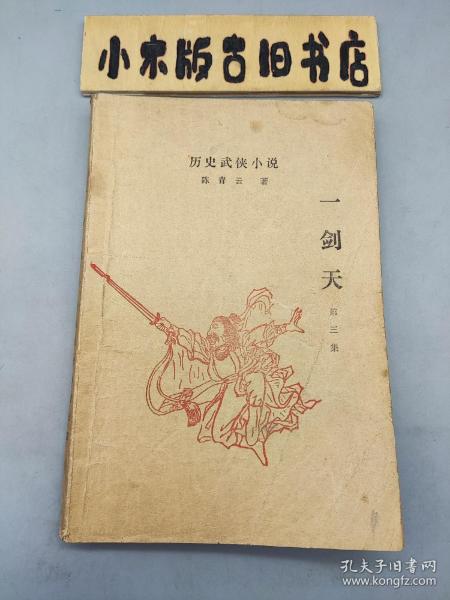 小宋版古旧书店
历史武侠小说
陈青云 著
一剑天
第三集
孔夫子旧书网
www.kongfz.com